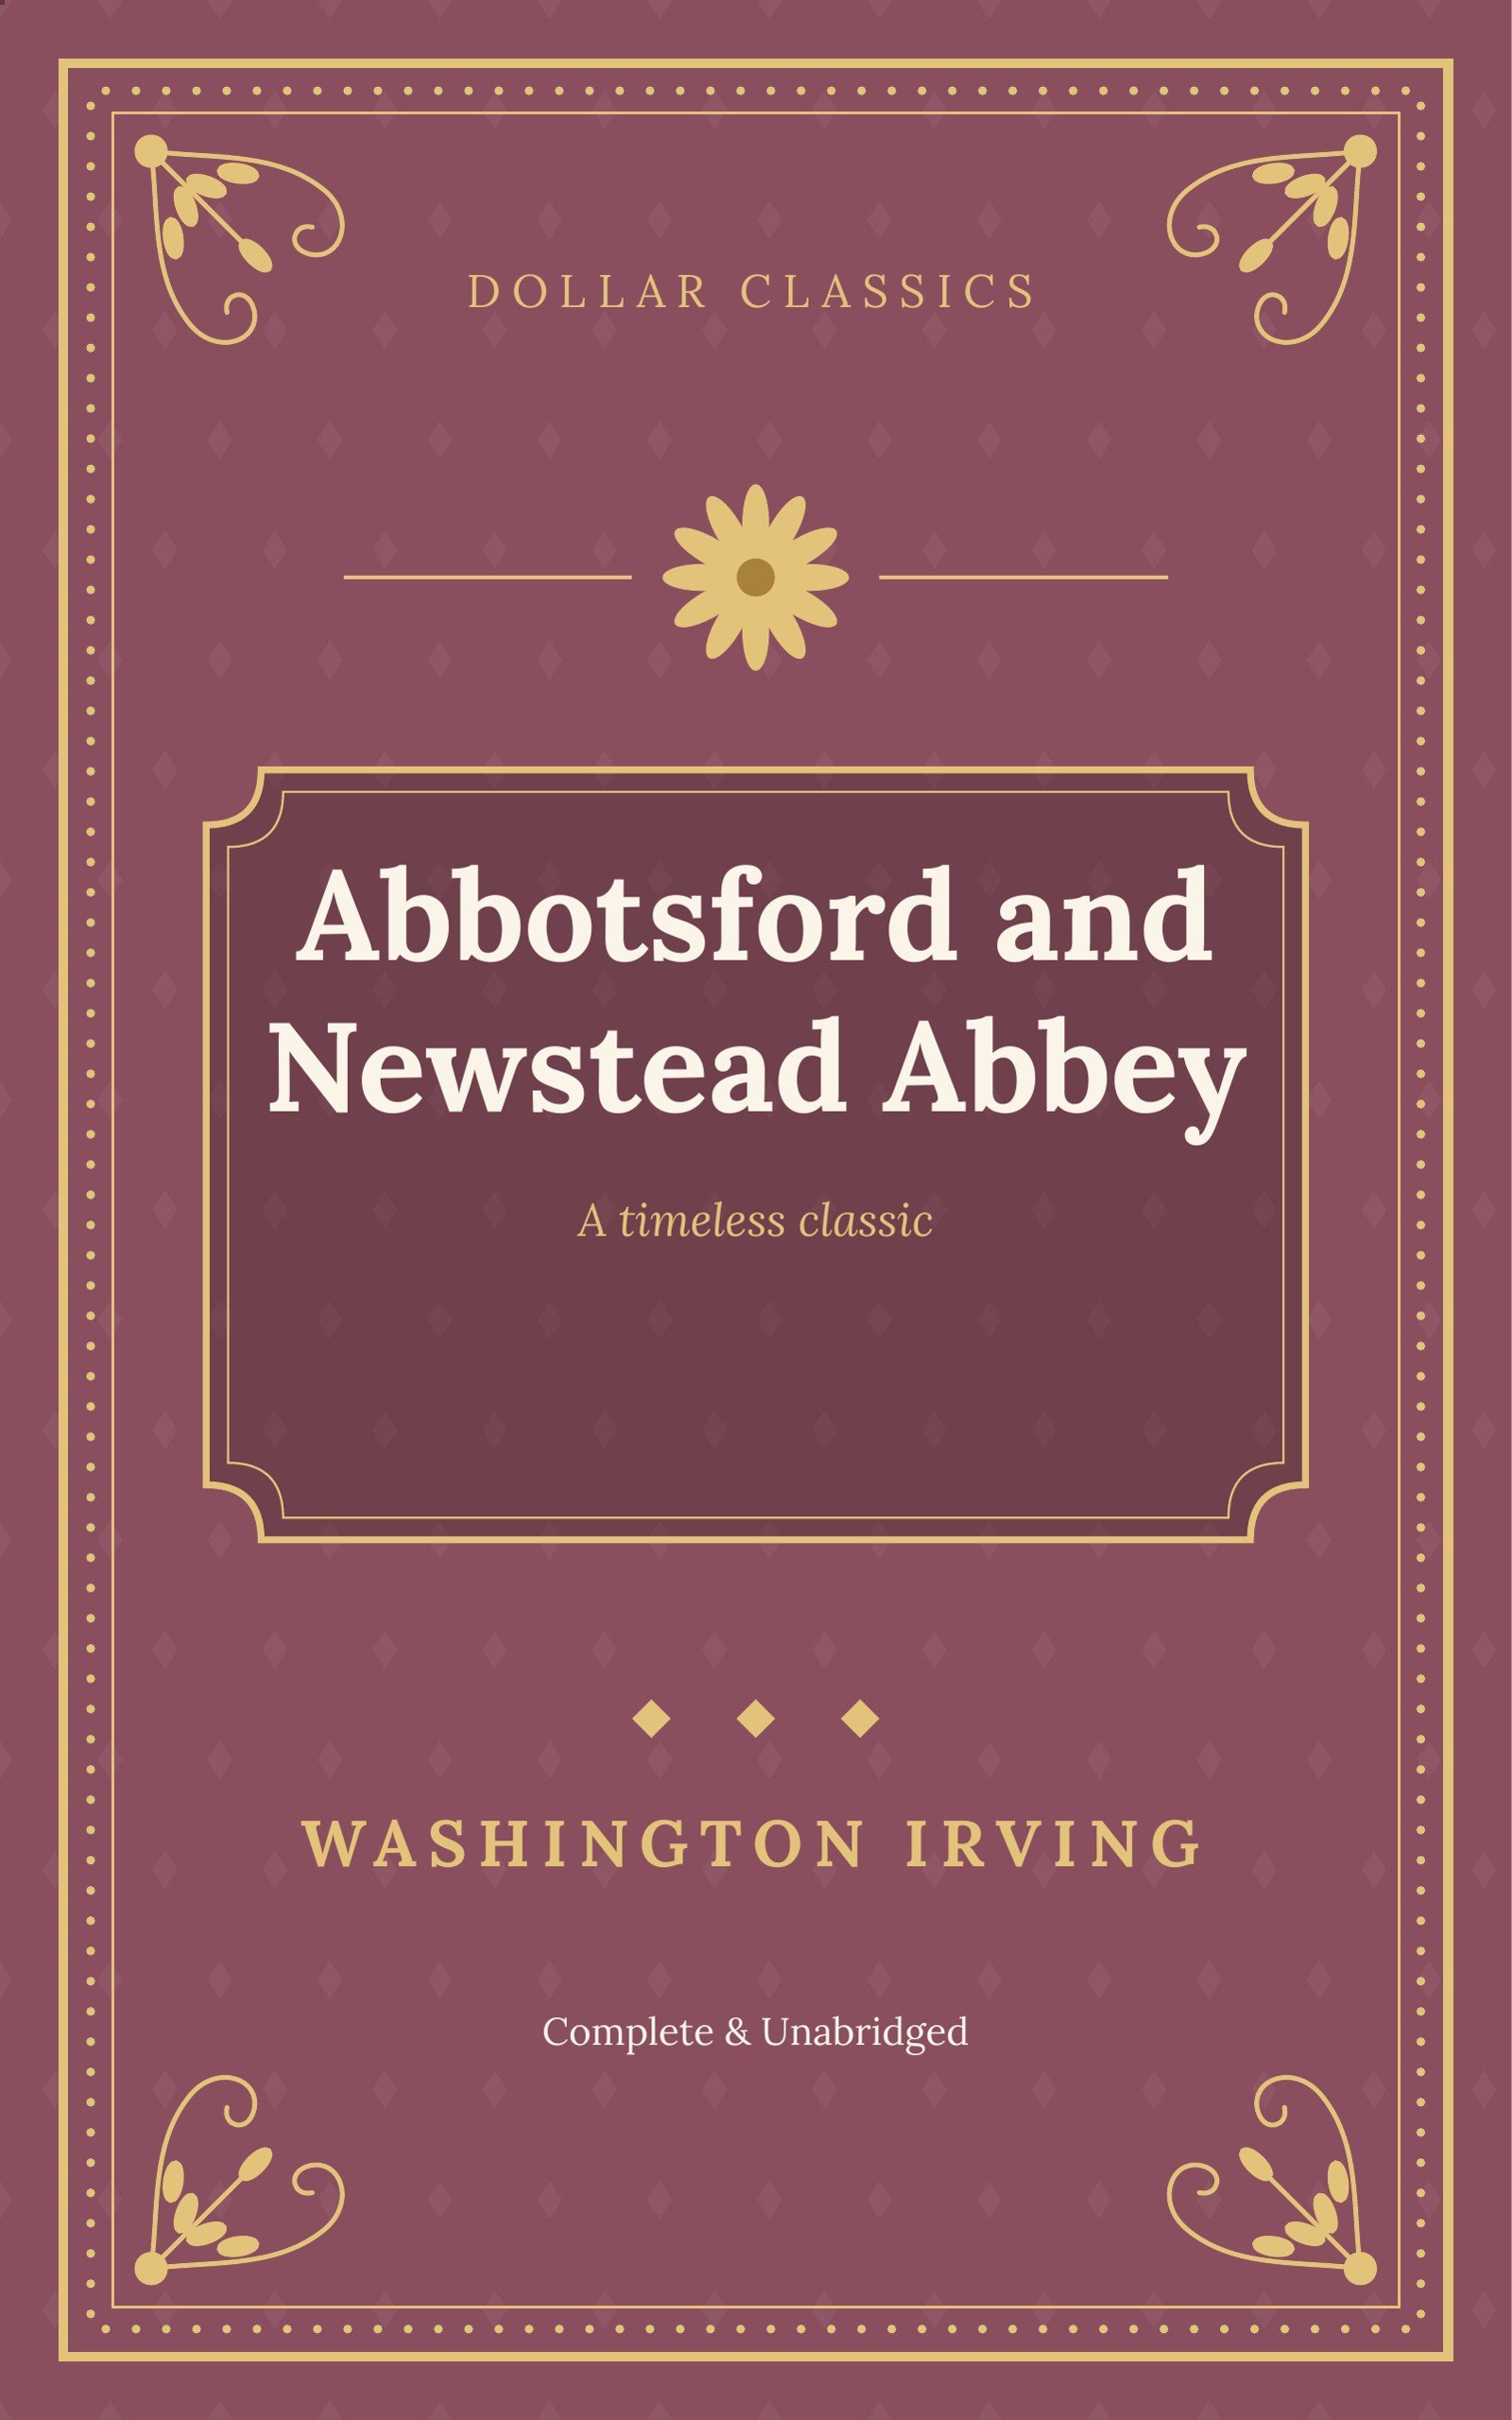 DOLLAR CLASSICS
Abbotsford and
Newstead Abbey
A timeless classic
WASHINGTON IRVING
Complete & Unabridged